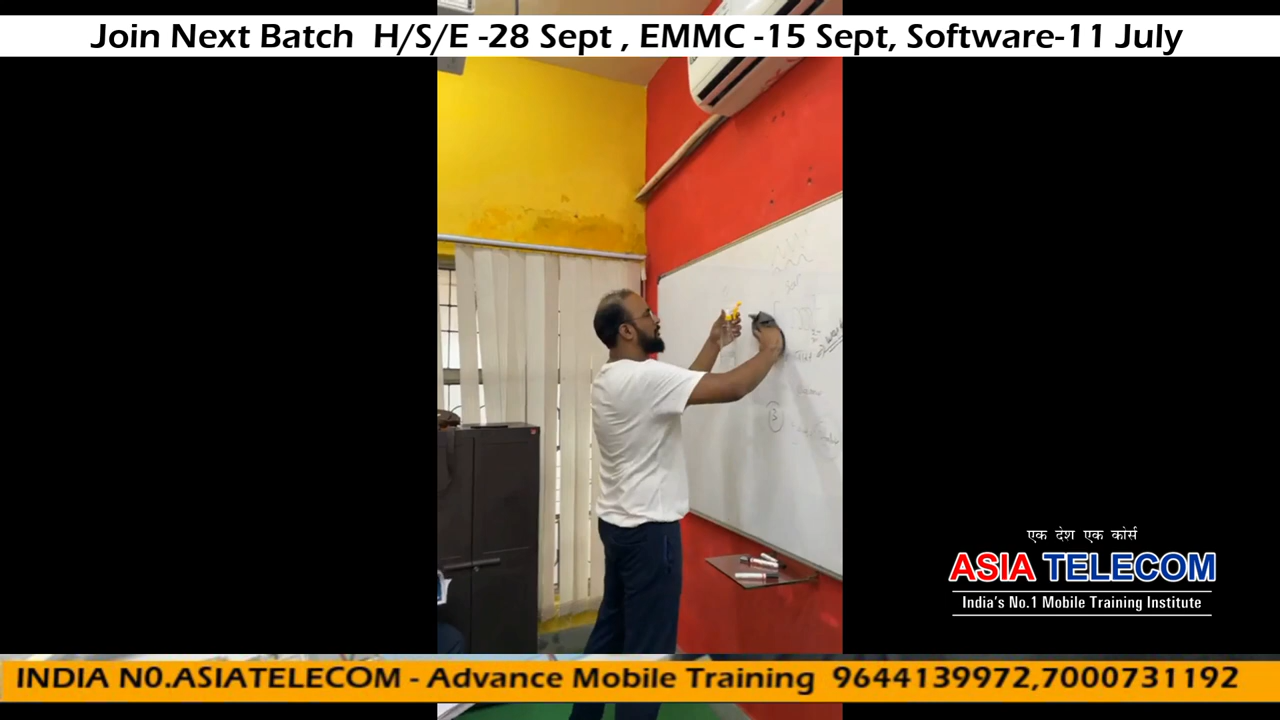 Join Next Batch  H/S/E -28 Sept , EMMC -15 Sept, Software-11 July
3
एक देश एक कोर्स
ASIA TELECOM
India's No.1 Mobile Training Institute
INDIA N0.ASIATELECOM - Advance Mobile Training  9644139972,7000731192